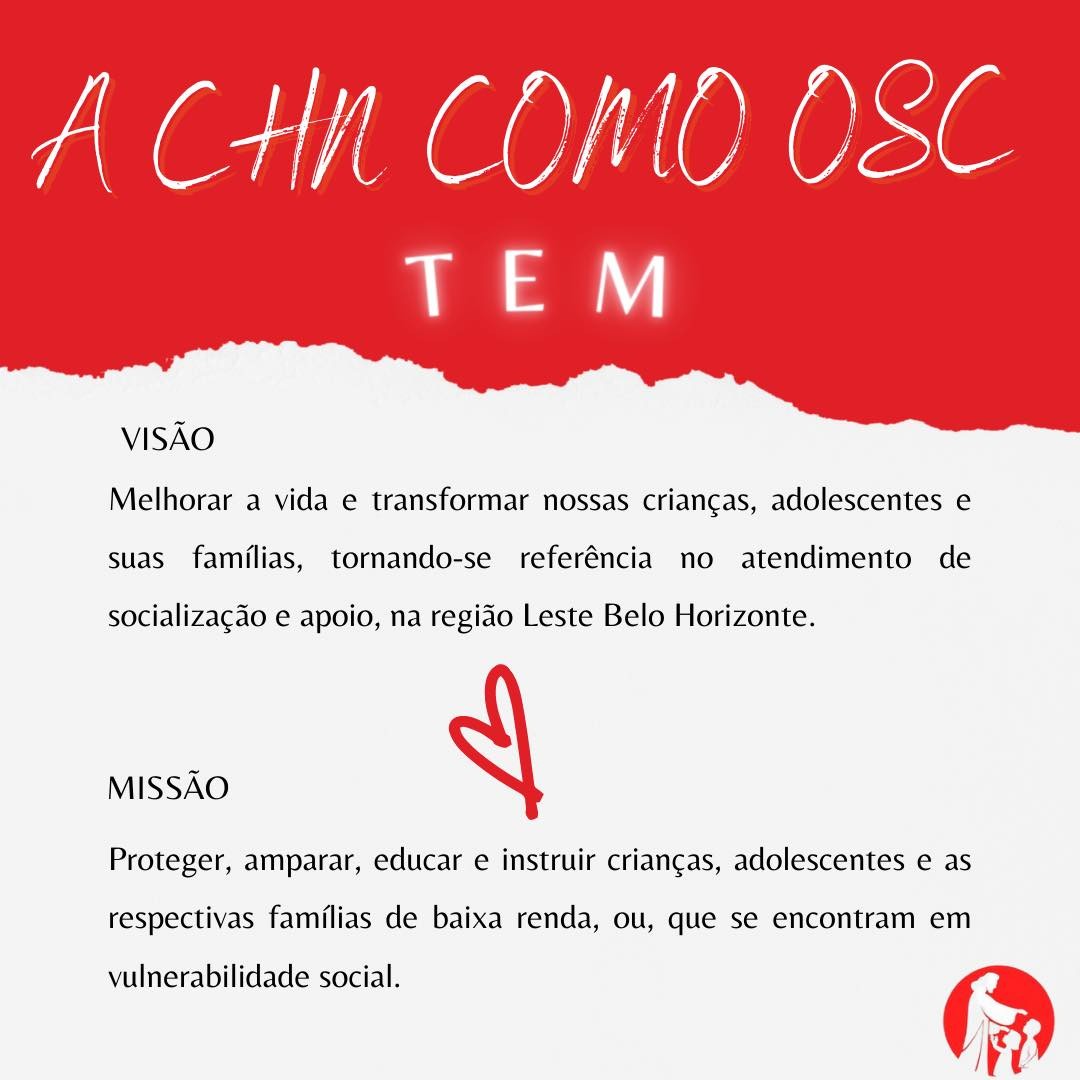 A CHN COMO OSC
TEM
VISÃO
Melhorar a vida e transformar nossas crianças, adolescentes e
suas famílias, tornando-se referência no atendimento de
socialização e apoio, na região Leste Belo Horizonte.
MISSÃO
Proteger, amparar, educar e instruir crianças, adolescentes e as
respectivas famílias de baixa renda, ou, que se encontram em
vulnerabilidade social.